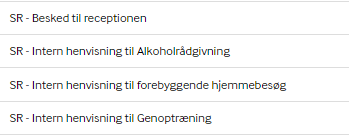 SR - Besked til receptionen
SR - Intern henvisning til Alkoholrådgivning
SR - Intern henvisning til forebyggende hjemmebesøg
SR - Intern henvisning til Genoptræning